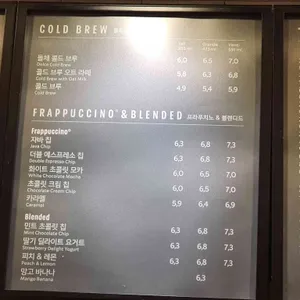 COLD BREW
Tall
Grande
Venti
돌체 콜드 브루 6,0 6,5 7,0
Dolce Cold Brew
콜드 브루 오트 라떼 5,8 6,3 6,8
Cold Brew with Oat Milk
콜드 브루 4,9 5,4 5,9
Cold Brew
FRAPPUCCINO® & BLENDED 프라푸치노 & 블렌디드
Frappuccino®
자바 칩 6,3 6,8 7,3
Java Chip
더블 에스프레소 칩 6,3 6,8 7,3
Double Espresso Chip
화이트 초콜릿 모카 6,0 6,5 7,0
White Chocolate Mocha
초콜릿 크림 칩 6,0 6,5 7,0
Chocolate Cream Chip
카라멜 5,9 6,4 6,9
Caramel
Blended
민트 초콜릿 칩 6,3 6,8 7,3
Mint Chocolate Chip
딸기 딜라이트 요거트 6,3 6,8 7,3
Strawberry Delight Yogurt
피치 & 레몬 6,3 6,8 7,3
Peach & Lemon
망고 바나나 6,3
Mango Banana